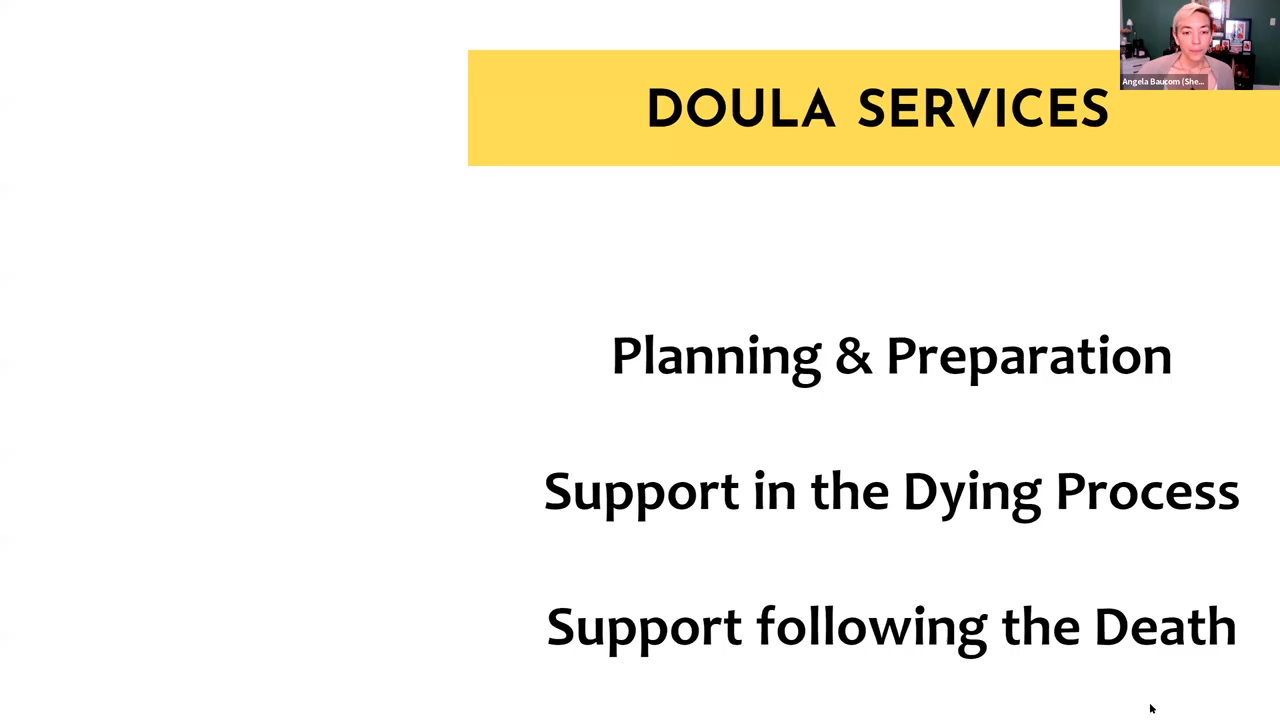 DOULA SERVICES
Angela Baucom (She...
Planning & Preparation
Support in the Dying Process
Support following the Death